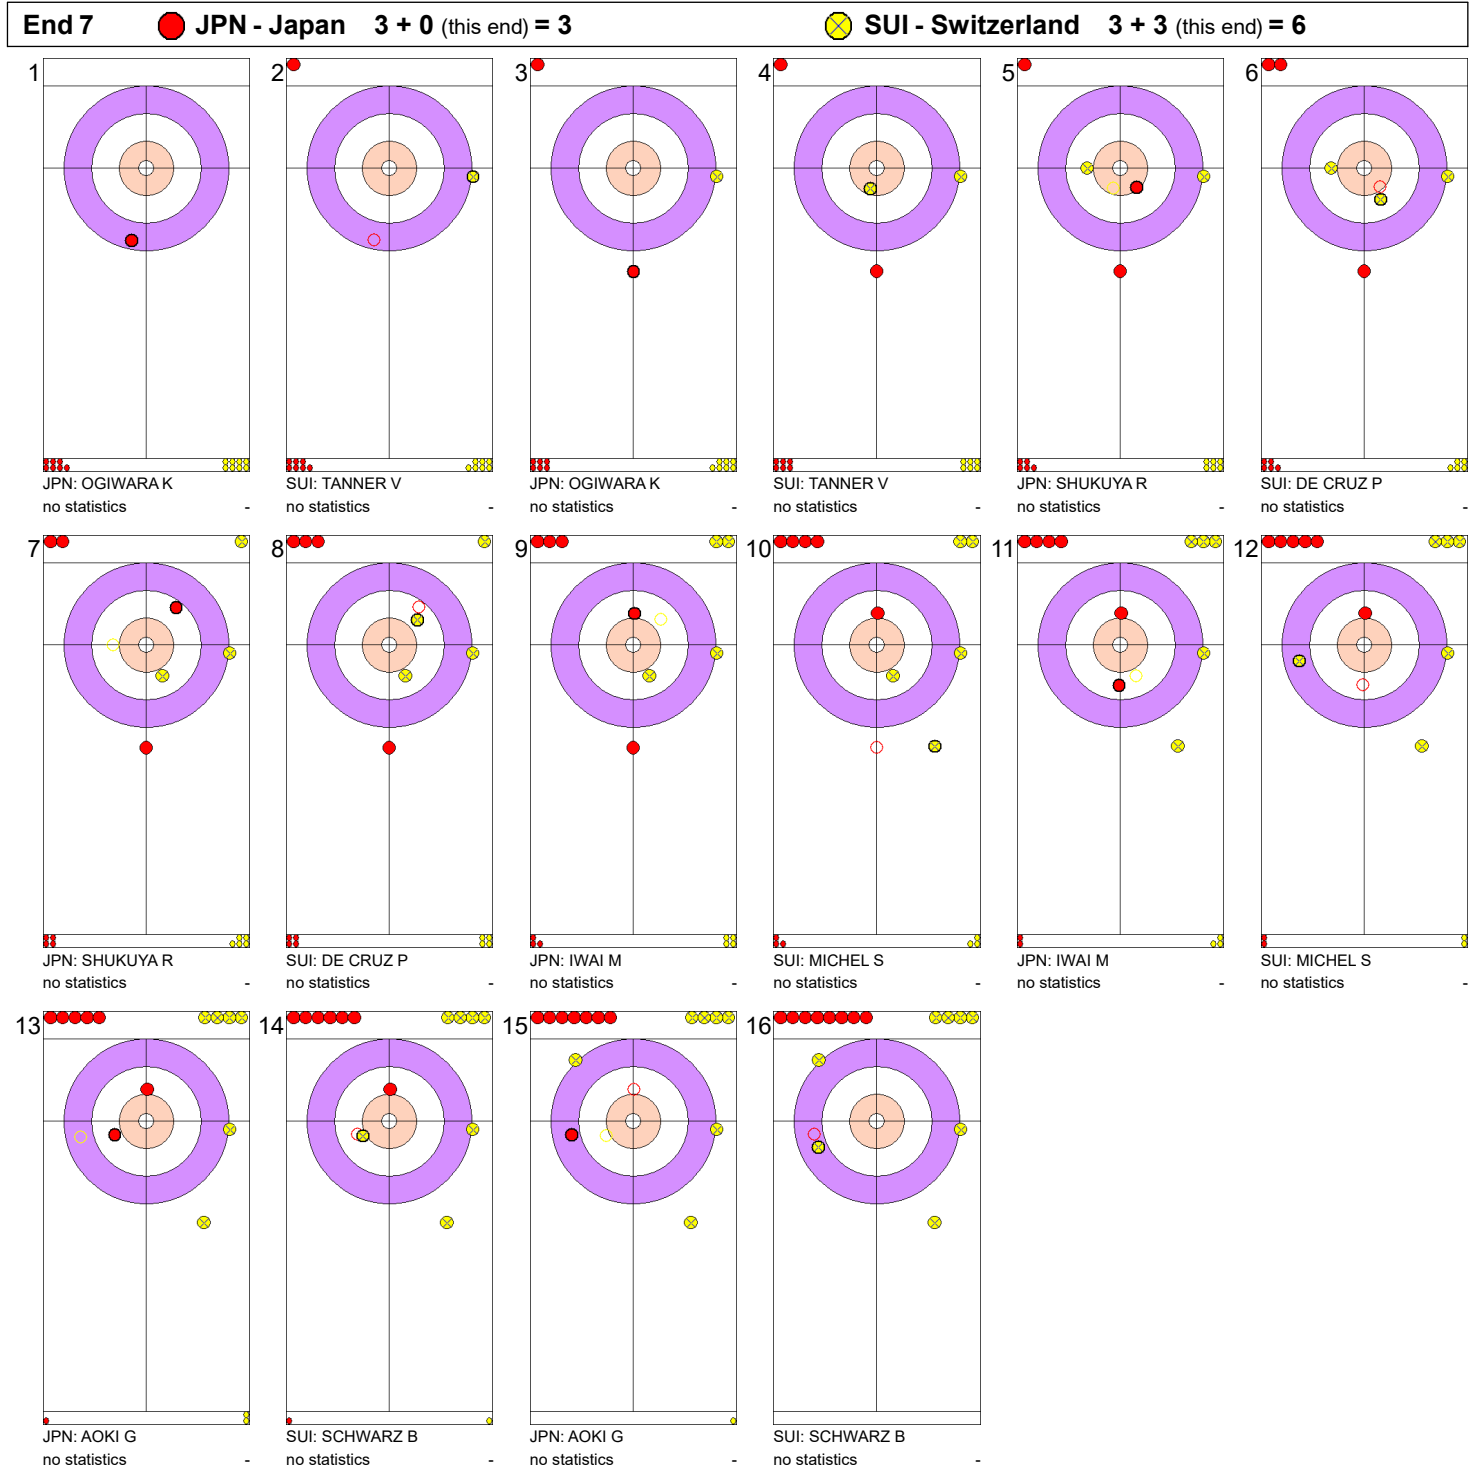 End 7 JPN - Japan 3 + 0 (this end) = 3 SUI - Switzerland 3 + 3 (this end) = 6
1 2 3 4 5 6
JPN: OGIWARA K SUI: TANNER V JPN: OGIWARA K SUI: TANNER V JPN: SHUKUYA R SUI: DE CRUZ P
no statistics - no statistics - no statistics - no statistics - no statistics - no statistics -
7 8 9 10 11 12
JPN: SHUKUYA R SUI: DE CRUZ P JPN: IWAI M SUI: MICHEL S JPN: IWAI M SUI: MICHEL S
no statistics - no statistics - no statistics - no statistics - no statistics - no statistics -
13 14 15 16
JPN: AOKI G SUI: SCHWARZ B JPN: AOKI G SUI: SCHWARZ B
no statistics - no statistics - no statistics - no statistics -